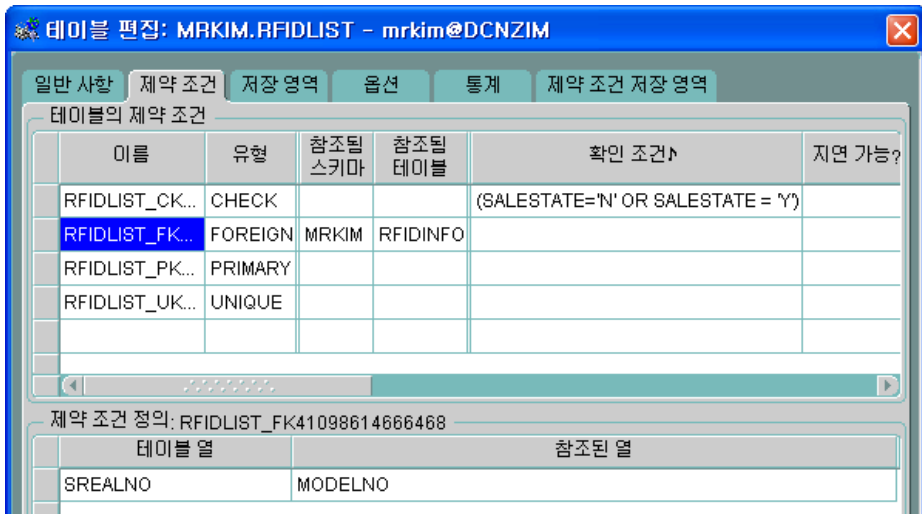 테이블 편집: MRKIM.RFIDLIST - mrkim@DCNZIM
일반 사항 제약 조건 저장 영역 옵션 통계 제약 조건 저장 영역
테이블의 제약 조건
이름 유형 참조됨 스키마 참조됨 테이블 확인 조건♪ 지연 가능?
RFIDLIST_CK... CHECK (SALESTATE='N' OR SALESTATE = 'Y')
RFIDLIST_FK... FOREIGN MRKIM RFIDINFO
RFIDLIST_PK... PRIMARY
RFIDLIST_UK... UNIQUE
제약 조건 정의: RFIDLIST_FK41098614666468
테이블 열 참조된 열
SREALNO MODELNO